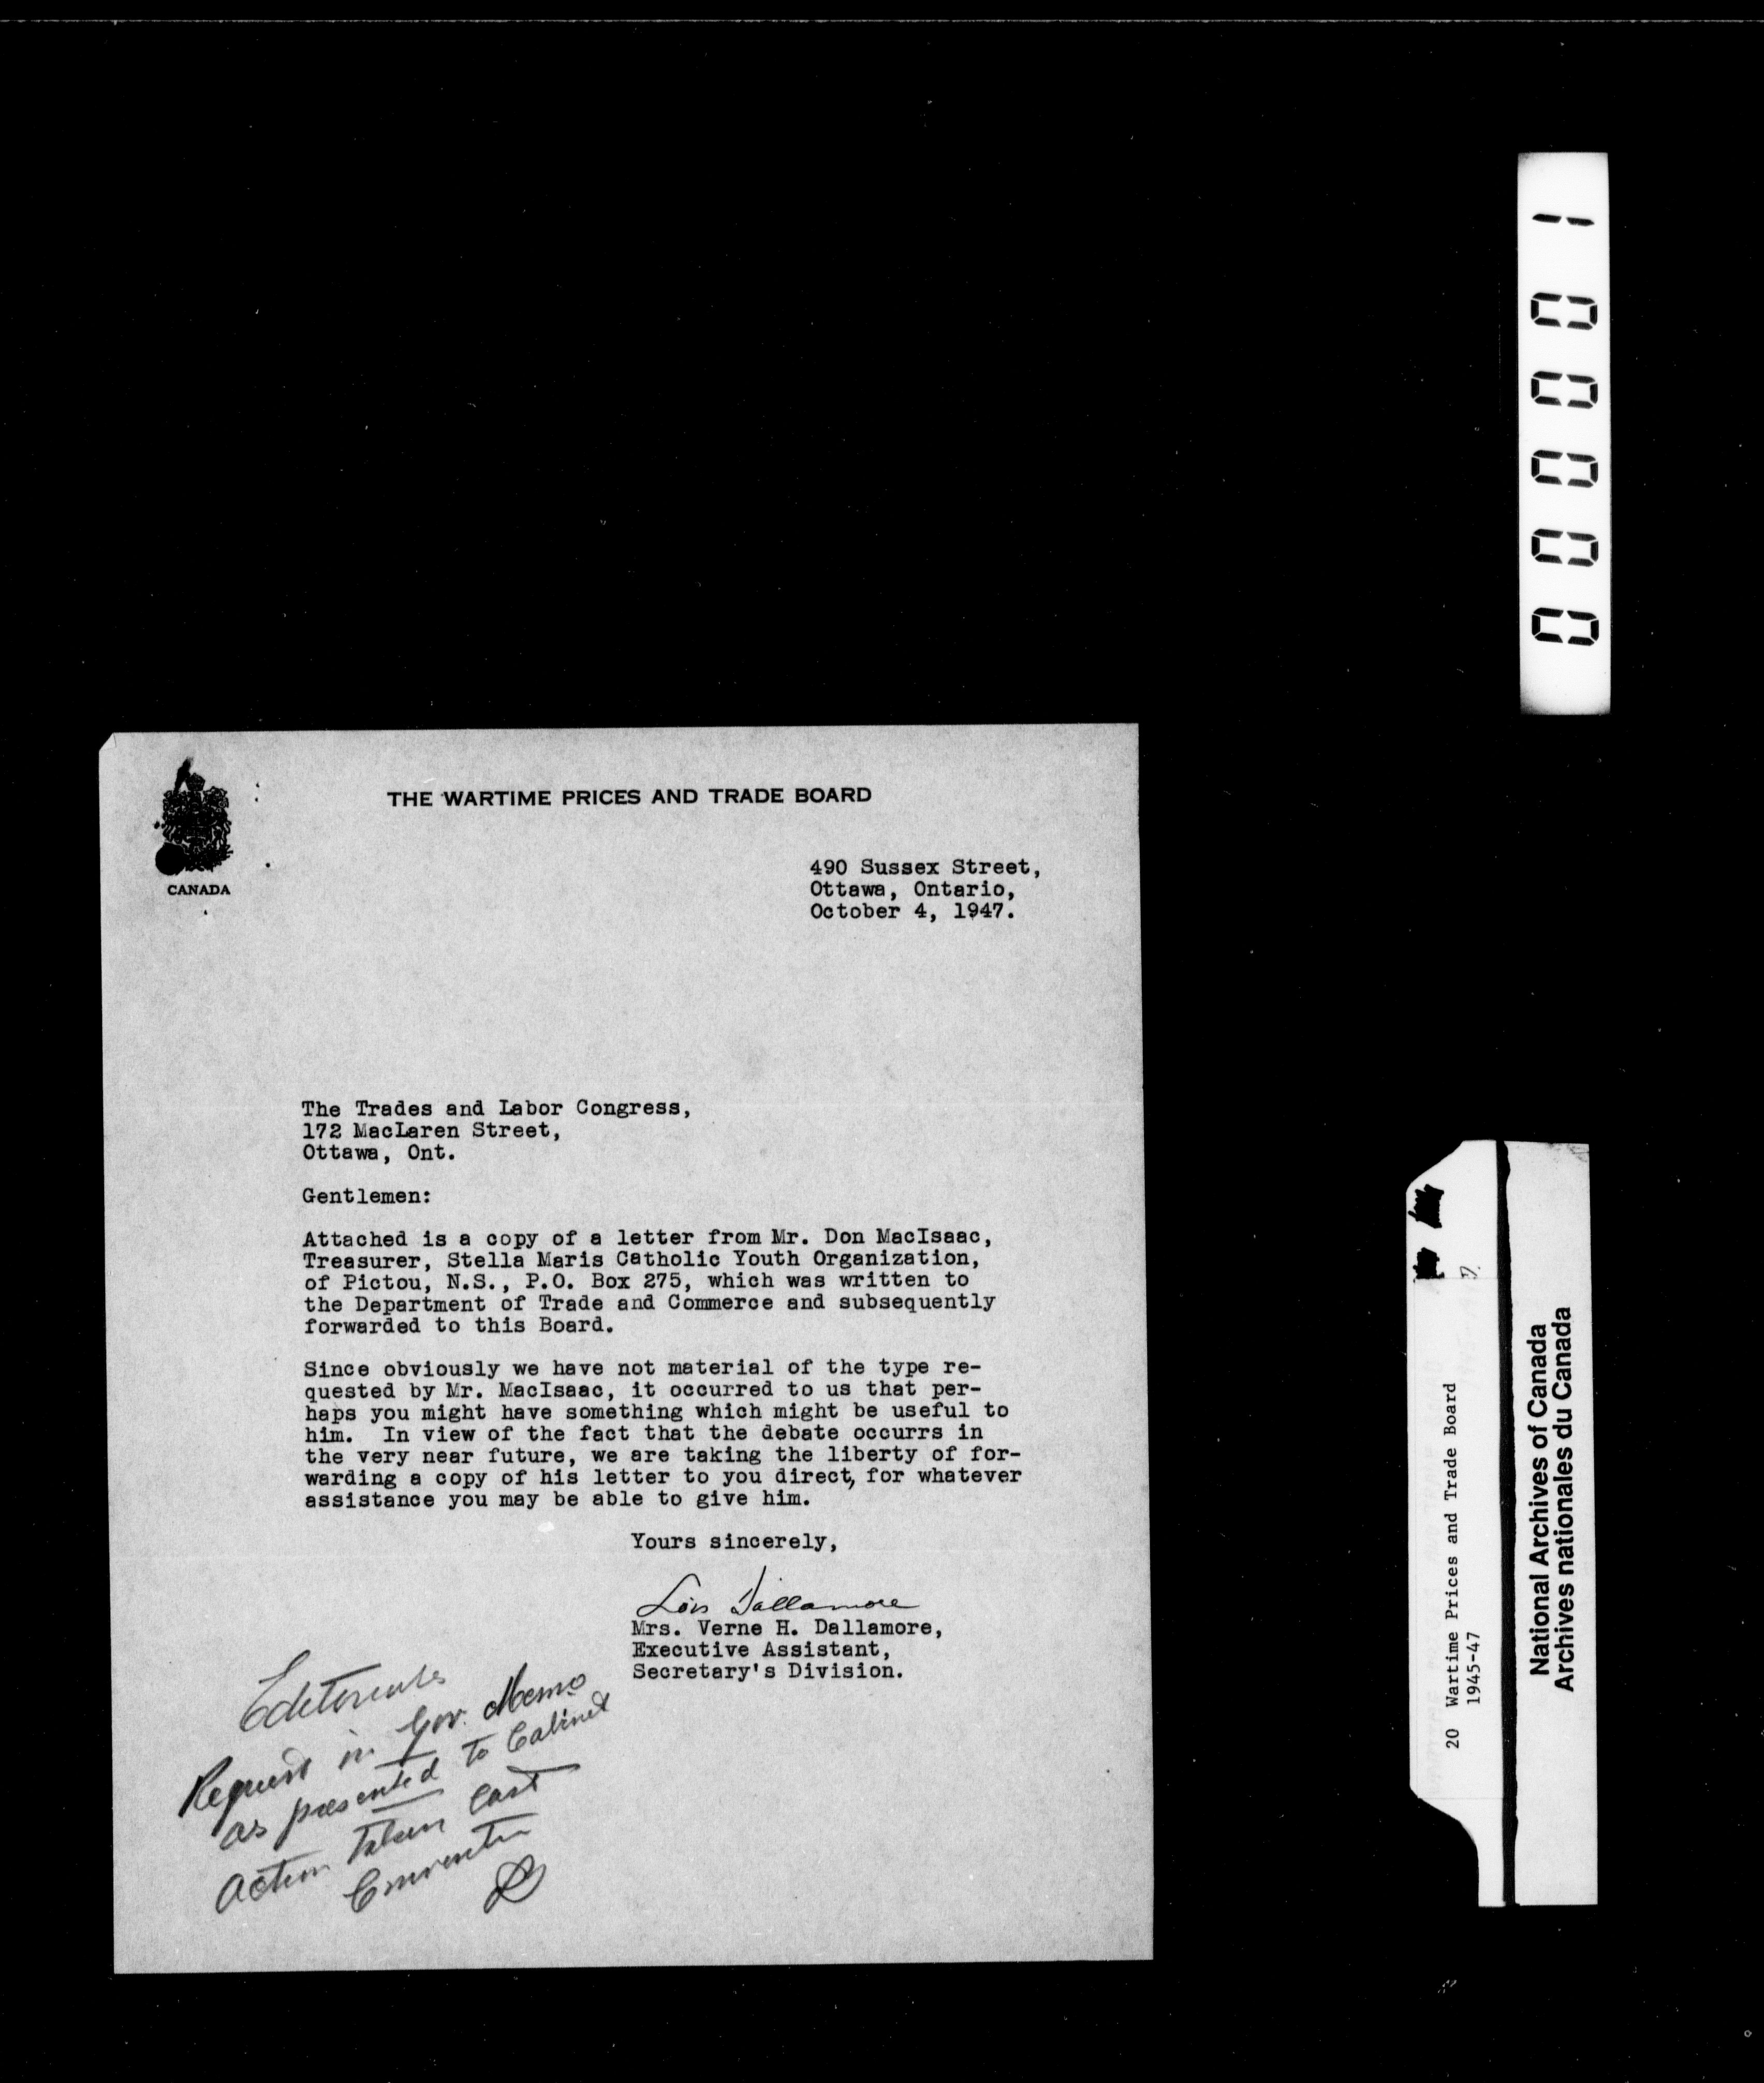 THE WARTIME PRICES AND TRADE BOARD
CANADA
490 Sussex Street,
Ottawa, Ontario,
October 4, 1947.
The Trades and Labor Congress,
172 MacLaren Street,
Ottawa, Ont.
Gentlemen:
Attached is a copy of a letter from Mr. Don MacIsaac,
Treasurer, Stella Maris Catholic Youth Organization,
of Pictou, N.S., P.O. Box 275, which was written to
the Department of Trade and Commerce and subsequently
forwarded to this Board.
Since obviously we have not material of the type re-
quested by Mr. MacIsaac, it occurred to us that per-
haps you might have something which might be useful to
him. In view of the fact that the debate occurrs in
the very near future, we are taking the liberty of for-
warding a copy of his letter to you direct, for whatever
assistance you may be able to give him.
Yours sincerely,
Lois Dallamore
Mrs. Verne H. Dallamore,
Executive Assistant,
Secretary's Division.
Editorials
Request in Gov. Memo
as presented to Cabinet
Action taken last
Convention
000001
20 Wartime Prices and Trade Board
1945-47
National Archives of Canada
Archives nationales du Canada